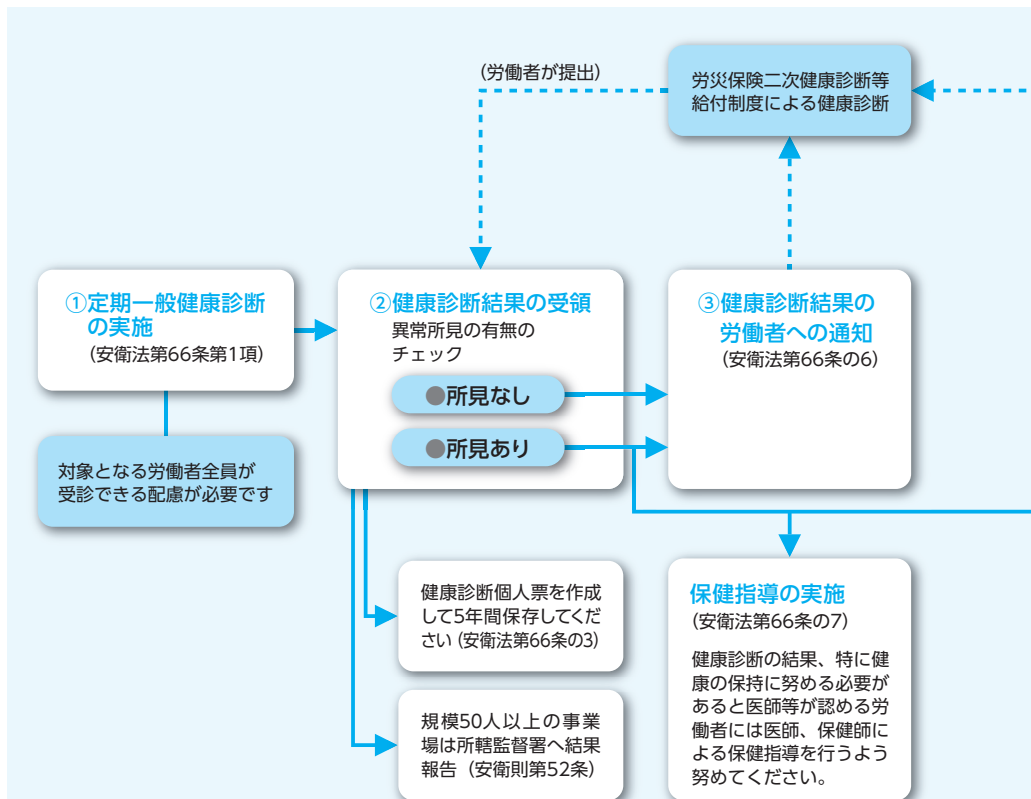 (労働者が提出)
労災保険二次健康診断等
給付制度による健康診断
①定期一般健康診断
の実施
(安衛法第66条第1項)
対象となる労働者全員が
受診できる配慮が必要です
②健康診断結果の受領
異常所見の有無の
チェック
●所見なし
●所見あり
③健康診断結果の
労働者への通知
(安衛法第66条の6)
健康診断個人票を作成
して5年間保存してくだ
さい(安衛法第66条の3)
規模50人以上の事業
場は所轄監督署へ結果
報告(安衛則第52条)
保健指導の実施
(安衛法第66条の7)
健康診断の結果、特に健
康の保持に努める必要が
あると医師等が認める労
働者には医師、保健師に
よる保健指導を行うよう
努めてください。